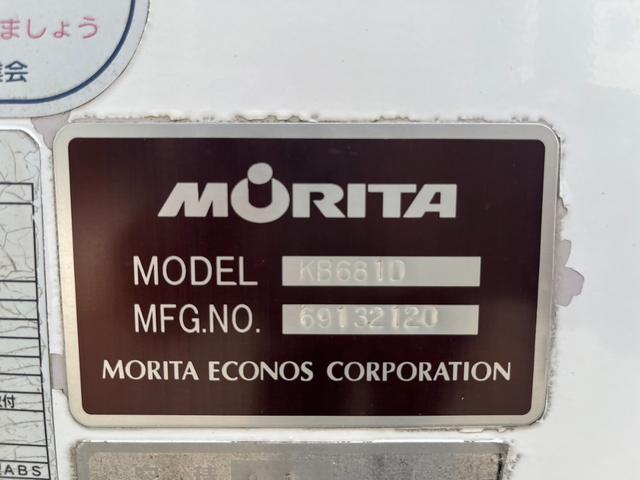 ましょう
会
MORITA
MODEL KB681D
MFG.NO. 69132120
MORITA ECONOS CORPORATION
付
ABS